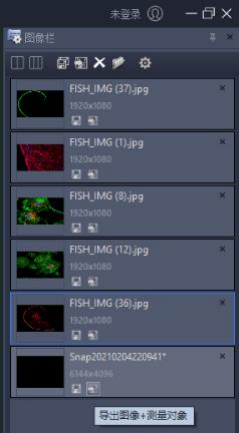 未登录
图像栏
FISH_IMG (37).jpg
1920x1080
FISH_IMG (1).jpg
1920x1080
FISH_IMG (8).jpg
1920x1080
FISH_IMG (12).jpg
1920x1080
FISH_IMG (36).jpg
1920x1080
Snap20210204220941*
6144x4096
导出图像+测量对象